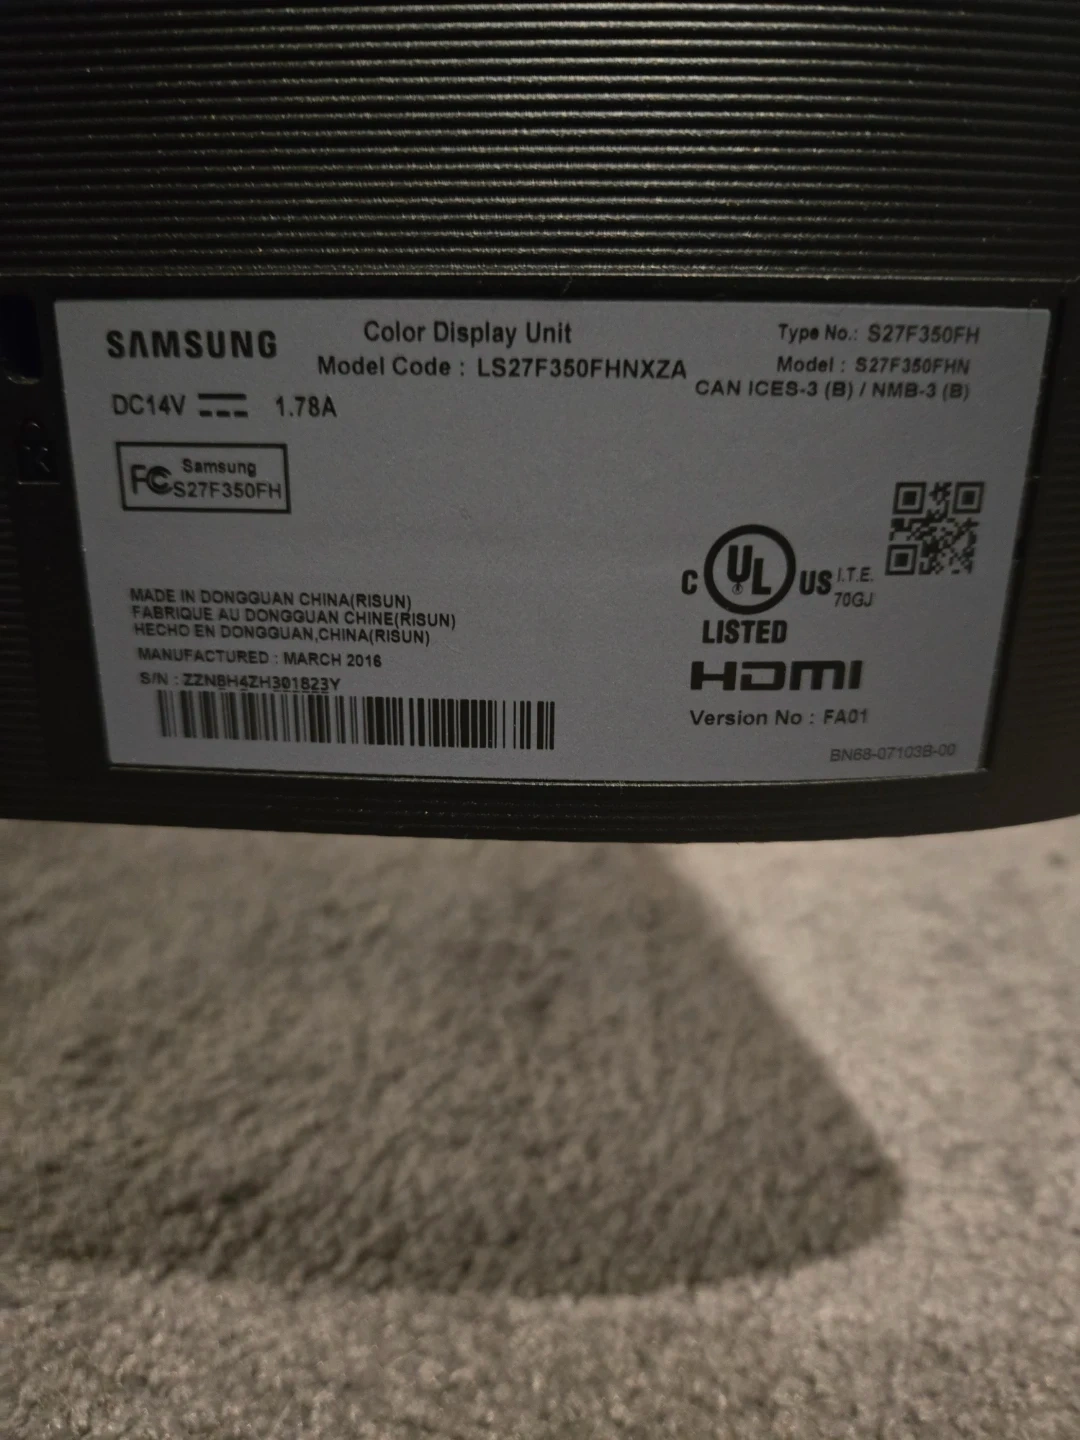 SAMSUNG
Color Display Unit
Model Code : LS27F350FHNXZA
Type No.: S27F350FH
Model : S27F350FHN
CAN ICES-3 (B) / NMB-3 (B)
DC14V 1.78A
FC Samsung
S27F350FH
C UL US I.T.E.
70GJ
LISTED
MADE IN DONGGUAN CHINA(RISUN)
FABRIQUE AU DONGGUAN CHINE(RISUN)
HECHO EN DONGGUAN,CHINA(RISUN)
MANUFACTURED : MARCH 2016
S/N : ZZNBH4ZH301823Y
HDMI
Version No : FA01
BN68-07103B-00